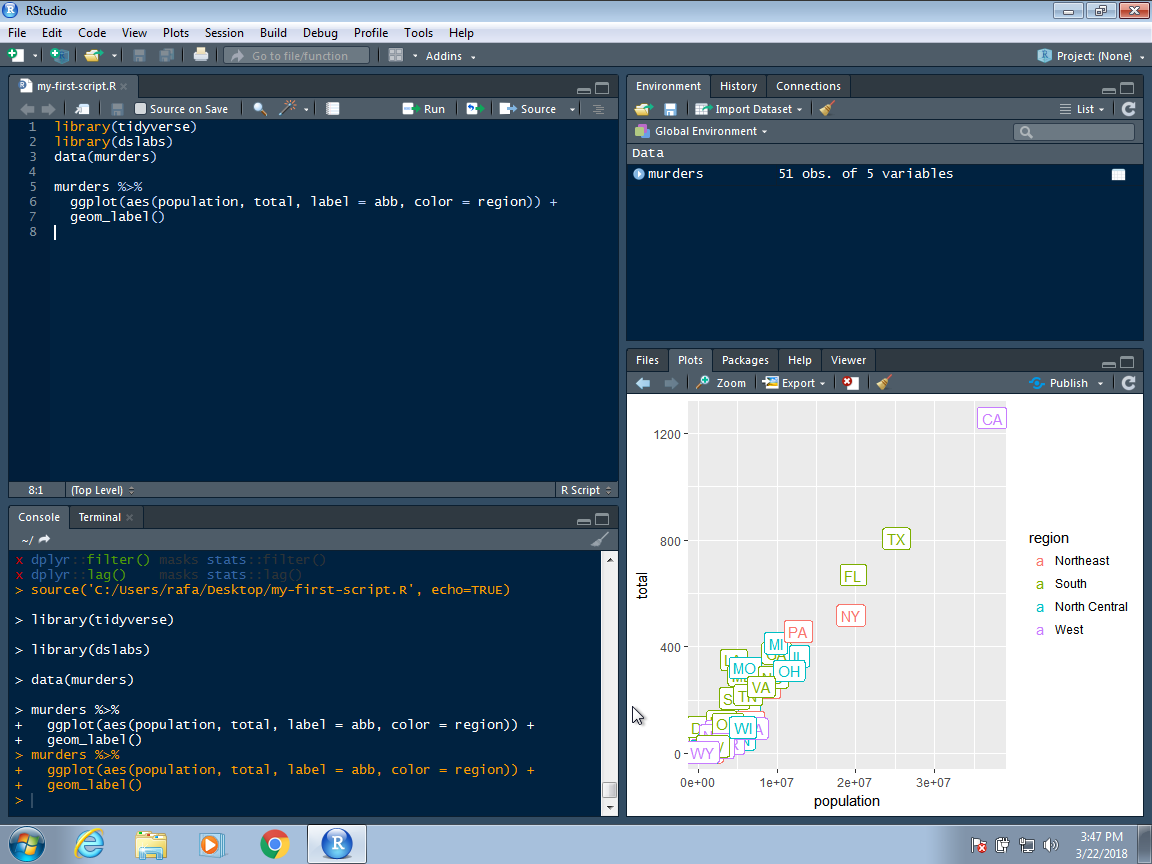 RStudio
File Edit Code View Plots Session Build Debug Profile Tools Help
Go to file/function Addins Project: (None)
my-first-script.R
Source on Save Run Source
1 library(tidyverse)
2 library(dslabs)
3 data(murders)
4
5 murders %>%
6 ggplot(aes(population, total, label = abb, color = region)) +
7 geom_label()
8
8:1 (Top Level) R Script
Console Terminal
~/
x dplyr::filter() masks stats::filter()
x dplyr::lag() masks stats::lag()
> source('C:/Users/rafa/Desktop/my-first-script.R', echo=TRUE)
> library(tidyverse)
> library(dslabs)
> data(murders)
> murders %>%
+ ggplot(aes(population, total, label = abb, color = region)) +
+ geom_label()
> murders %>%
+ ggplot(aes(population, total, label = abb, color = region)) +
+ geom_label()
>
Environment History Connections
Import Dataset List
Global Environment
Data
murders 51 obs. of 5 variables
Files Plots Packages Help Viewer
Zoom Export Publish
1200
800
400
0
total
CA
TX
FL
NY
PA
MI
MO
OH
VA
WI
WY
0e+00 1e+07 2e+07 3e+07
population
region
a Northeast
a South
a North Central
a West
3:47 PM
3/22/2018